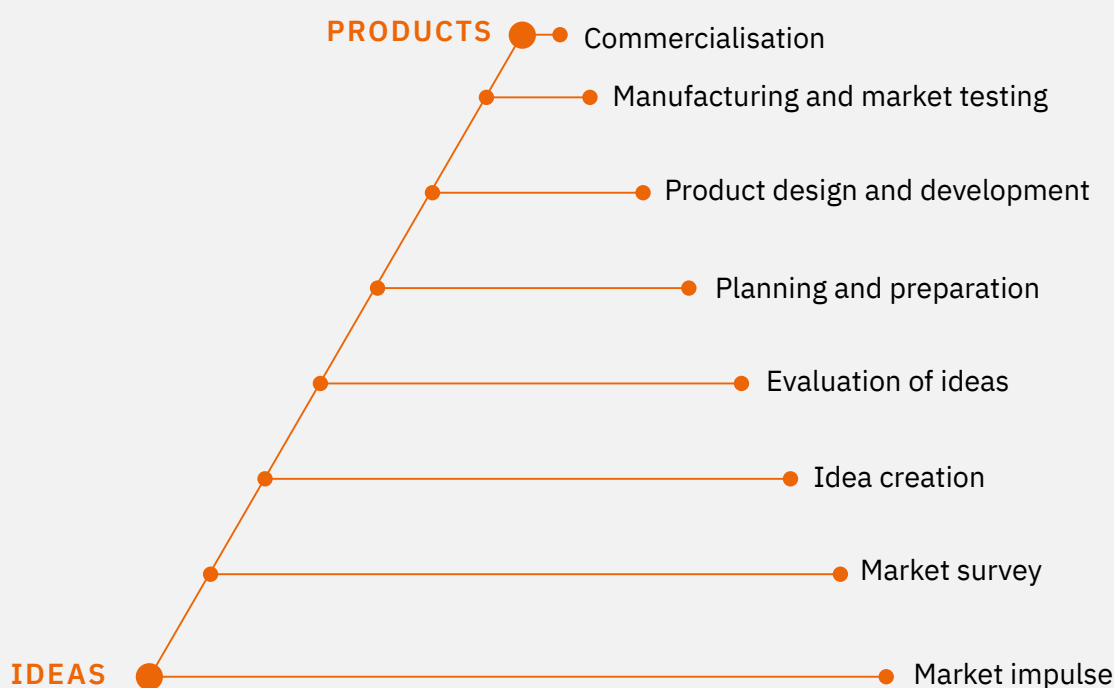 PRODUCTS
Commercialisation
Manufacturing and market testing
Product design and development
Planning and preparation
Evaluation of ideas
Idea creation
Market survey
IDEAS
Market impulse